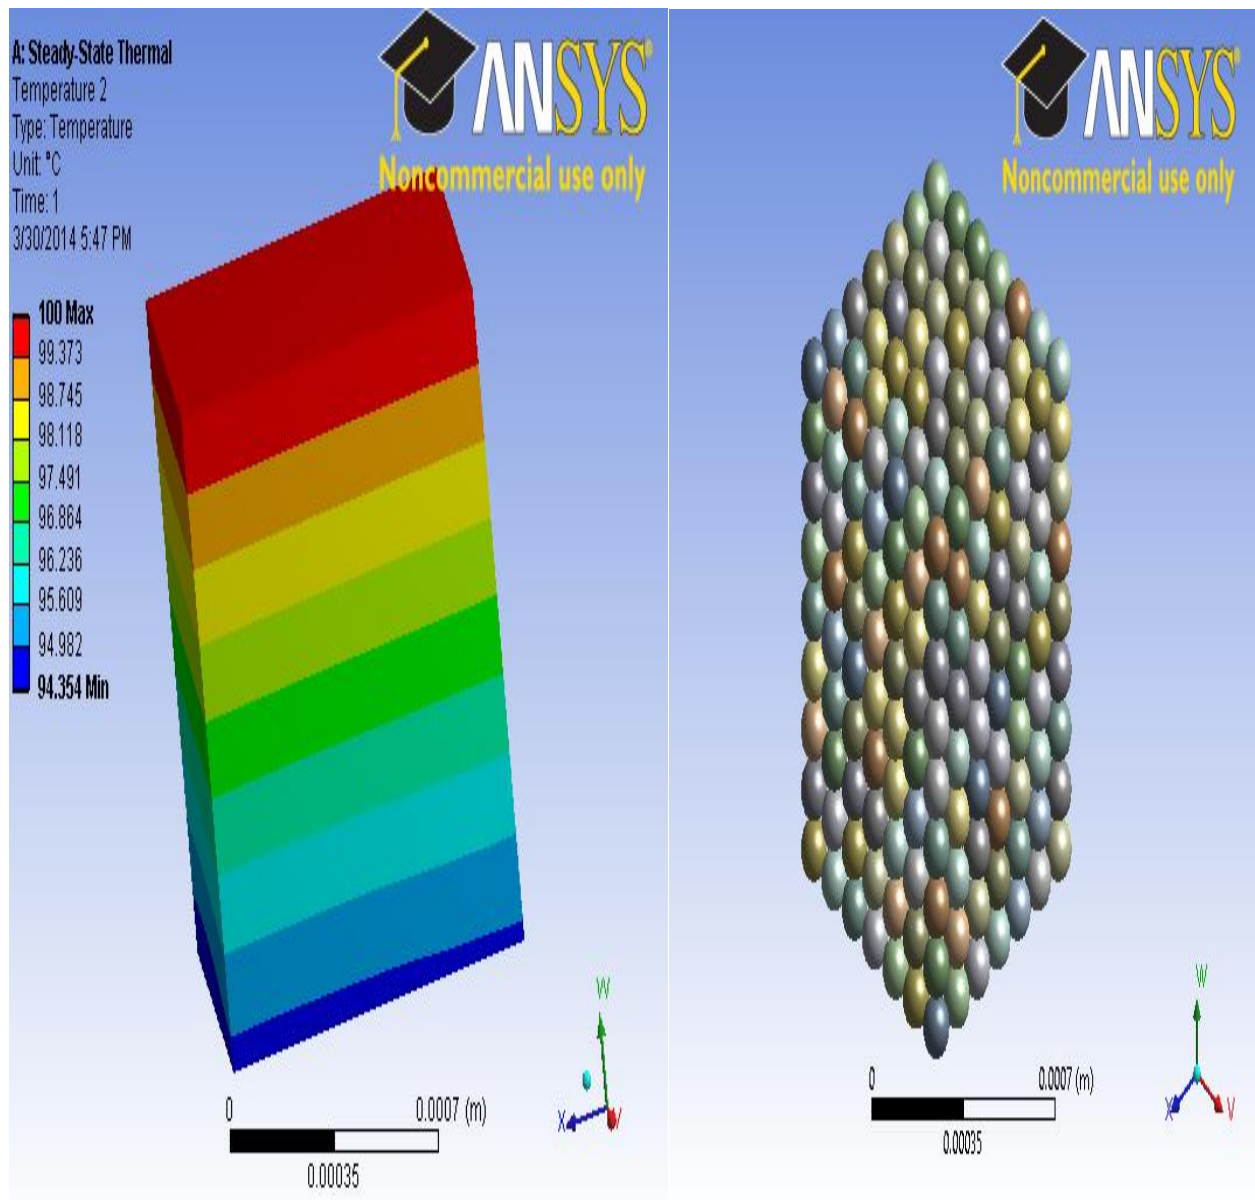 A: Steady-State Thermal
Temperature 2
Type: Temperature
Unit: °C
Time: 1
3/30/2014 5:47 PM
ANSYS®
Noncommercial use only
100 Max
99.373
98.745
98.118
97.491
96.864
96.236
95.609
94.982
94.354 Min
0 0.0007 (m)
0.00035
W
X
V
ANSYS®
Noncommercial use only
0 0.0007 (m)
0.00035
W
X V